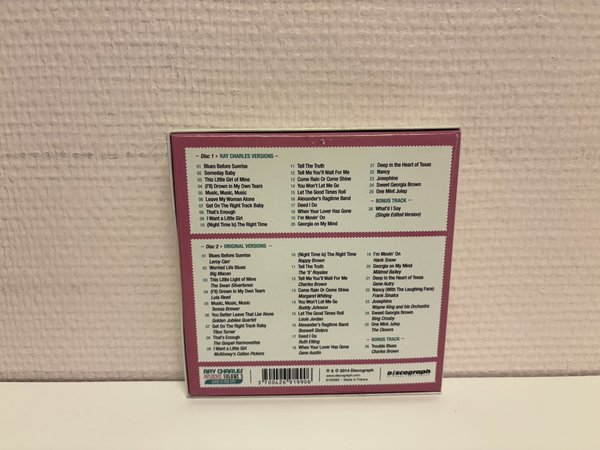 Disc 1 • RAY CHARLES VERSIONS
01 Blues Before Sunrise
02 Someday Baby
03 This Little Girl of Mine
04 (I'll) Drown in My Own Tears
05 Music, Music, Music
06 Leave My Woman Alone
07 Get On The Right Track Baby
08 That's Enough
09 I Want a Little Girl
10 (Night Time Is) The Right Time
11 Tell The Truth
12 Tell Me You'll Wait For Me
13 Come Rain Or Come Shine
14 You Won't Let Me Go
15 Let The Good Times Roll
16 Alexander's Ragtime Band
17 Deed I Do
18 When Your Lover Has Gone
19 I'm Movin' On
20 Georgia on My Mind
21 Deep in the Heart of Texas
22 Nancy
23 Josephine
24 Sweet Georgia Brown
25 One Mint Julep
BONUS TRACK
26 What'd I Say
(Single Edited Version)
Disc 2 • ORIGINAL VERSIONS
01 Blues Before Sunrise
Leroy Carr
02 Worried Life Blues
Big Maceo
03 This Little Light of Mine
The Swan Silvertones
04 (I'll) Drown in My Own Tears
Lula Reed
05 Music, Music, Music
Teresa Brewer
06 You Better Leave That Liar Alone
Golden Jubilee Quartet
07 Get On The Right Track Baby
Titus Turner
08 That's Enough
The Gospel Harmonettes
09 I Want a Little Girl
McKinney's Cotton Pickers
10 (Night Time Is) The Right Time
Nappy Brown
11 Tell The Truth
The "5" Royales
12 Tell Me You'll Wait For Me
Charles Brown
13 Come Rain Or Come Shine
Margaret Whiting
14 You Won't Let Me Go
Buddy Johnson
15 Let The Good Times Roll
Louis Jordan
16 Alexander's Ragtime Band
Boswell Sisters
17 Deed I Do
Ruth Etting
18 When Your Lover Has Gone
Gene Austin
19 I'm Movin' On
Hank Snow
20 Georgia on My Mind
Mildred Bailey
21 Deep in the Heart of Texas
Gene Autry
22 Nancy (With The Laughing Face)
Frank Sinatra
23 Josephine
Wayne King and his Orchestra
24 Sweet Georgia Brown
Bing Crosby
25 One Mint Julep
The Clovers
BONUS TRACK
26 Trouble Blues
Charles Brown
RAY CHARLES
INFLUENCE VOLUME 5
3 700426 919906
℗ & © 2014 Discograph
www.discograph.com
Made in France
Discograph